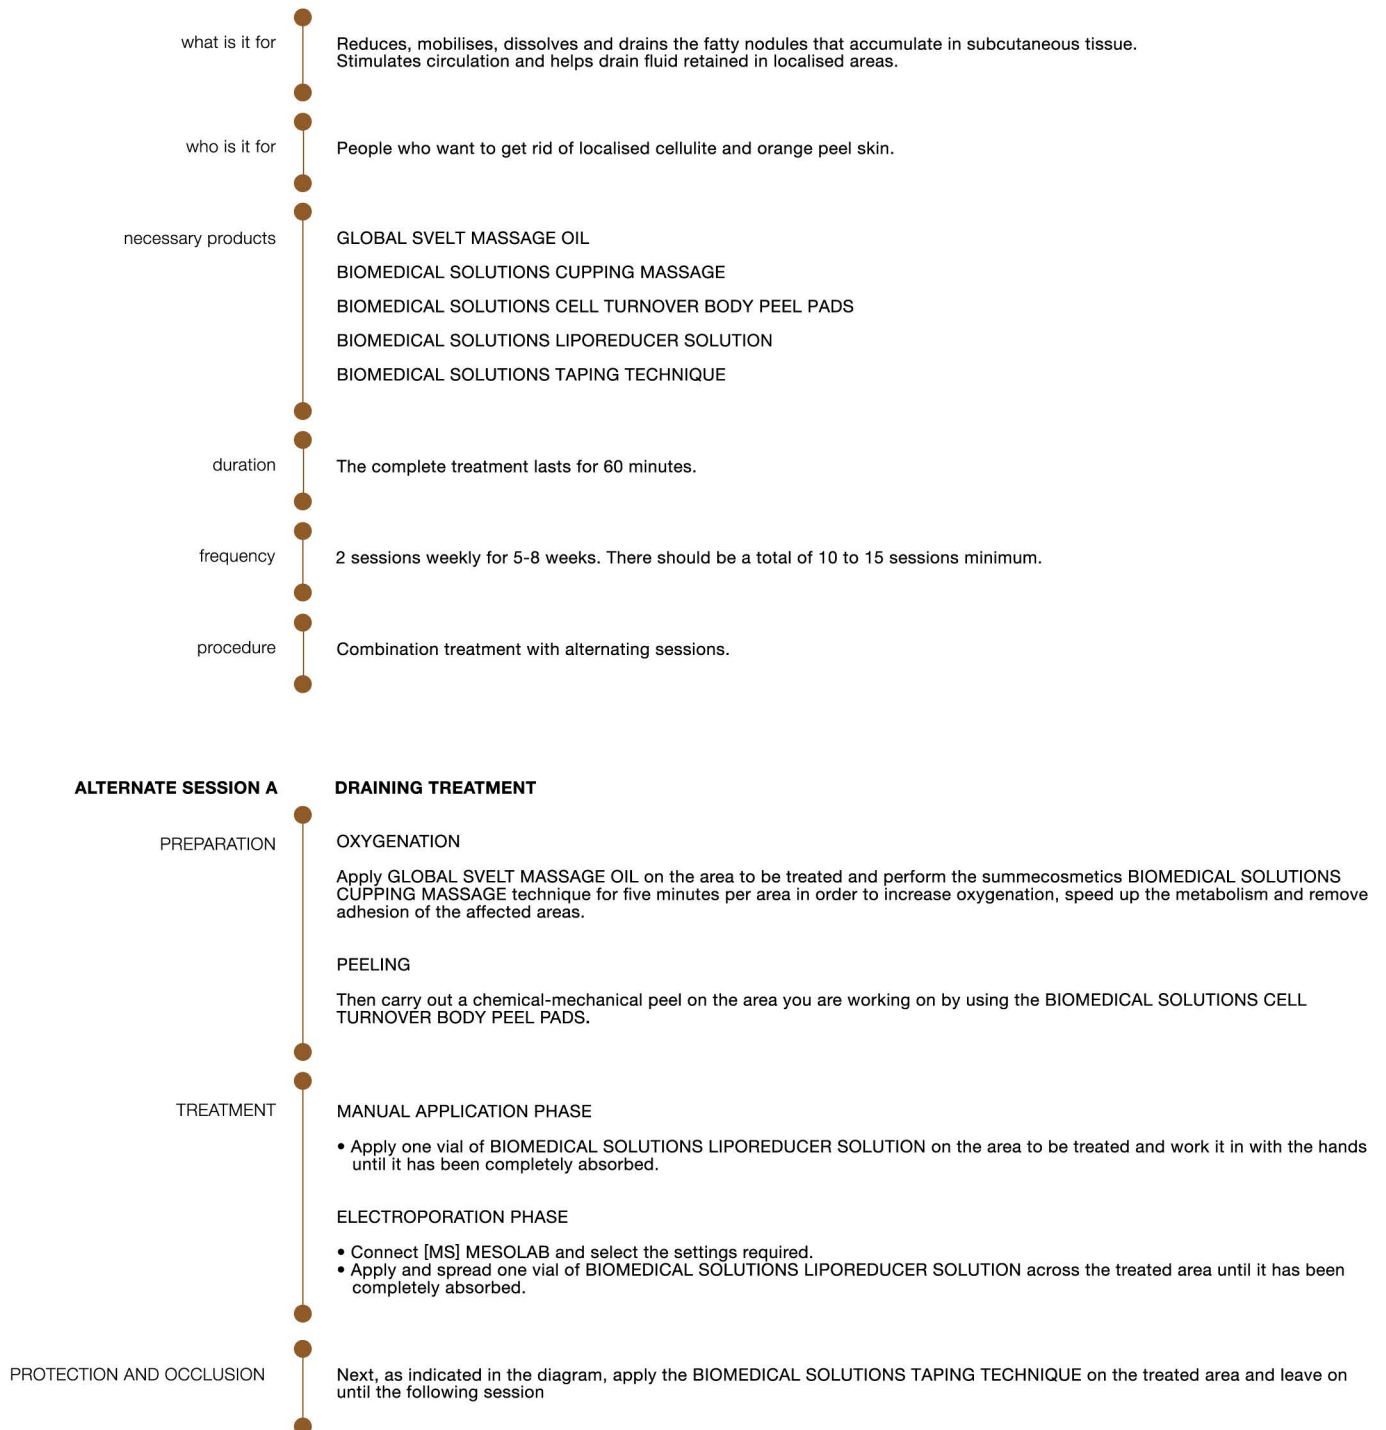 what is it for
Reduces, mobilises, dissolves and drains the fatty nodules that accumulate in subcutaneous tissue.
Stimulates circulation and helps drain fluid retained in localised areas.
who is it for
People who want to get rid of localised cellulite and orange peel skin.
necessary products
GLOBAL SVELT MASSAGE OIL
BIOMEDICAL SOLUTIONS CUPPING MASSAGE
BIOMEDICAL SOLUTIONS CELL TURNOVER BODY PEEL PADS
BIOMEDICAL SOLUTIONS LIPOREDUCER SOLUTION
BIOMEDICAL SOLUTIONS TAPING TECHNIQUE
duration
The complete treatment lasts for 60 minutes.
frequency
2 sessions weekly for 5-8 weeks. There should be a total of 10 to 15 sessions minimum.
procedure
Combination treatment with alternating sessions.
ALTERNATE SESSION A
DRAINING TREATMENT
PREPARATION
OXYGENATION
Apply GLOBAL SVELT MASSAGE OIL on the area to be treated and perform the summecosmetics BIOMEDICAL SOLUTIONS
CUPPING MASSAGE technique for five minutes per area in order to increase oxygenation, speed up the metabolism and remove
adhesion of the affected areas.
PEELING
Then carry out a chemical-mechanical peel on the area you are working on by using the BIOMEDICAL SOLUTIONS CELL
TURNOVER BODY PEEL PADS.
TREATMENT
MANUAL APPLICATION PHASE
• Apply one vial of BIOMEDICAL SOLUTIONS LIPOREDUCER SOLUTION on the area to be treated and work it in with the hands
until it has been completely absorbed.
ELECTROPORATION PHASE
• Connect [MS] MESOLAB and select the settings required.
• Apply and spread one vial of BIOMEDICAL SOLUTIONS LIPOREDUCER SOLUTION across the treated area until it has been
completely absorbed.
PROTECTION AND OCCLUSION
Next, as indicated in the diagram, apply the BIOMEDICAL SOLUTIONS TAPING TECHNIQUE on the treated area and leave on
until the following session